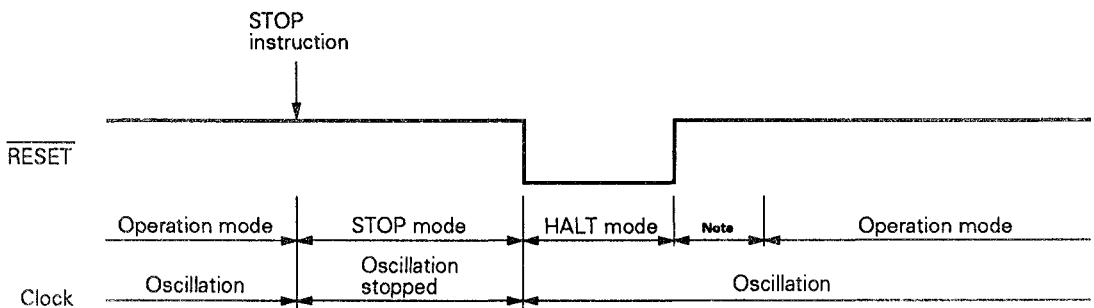 STOP
instruction
RESET
Operation mode STOP mode HALT mode Note Operation mode
Clock Oscillation Oscillation stopped Oscillation